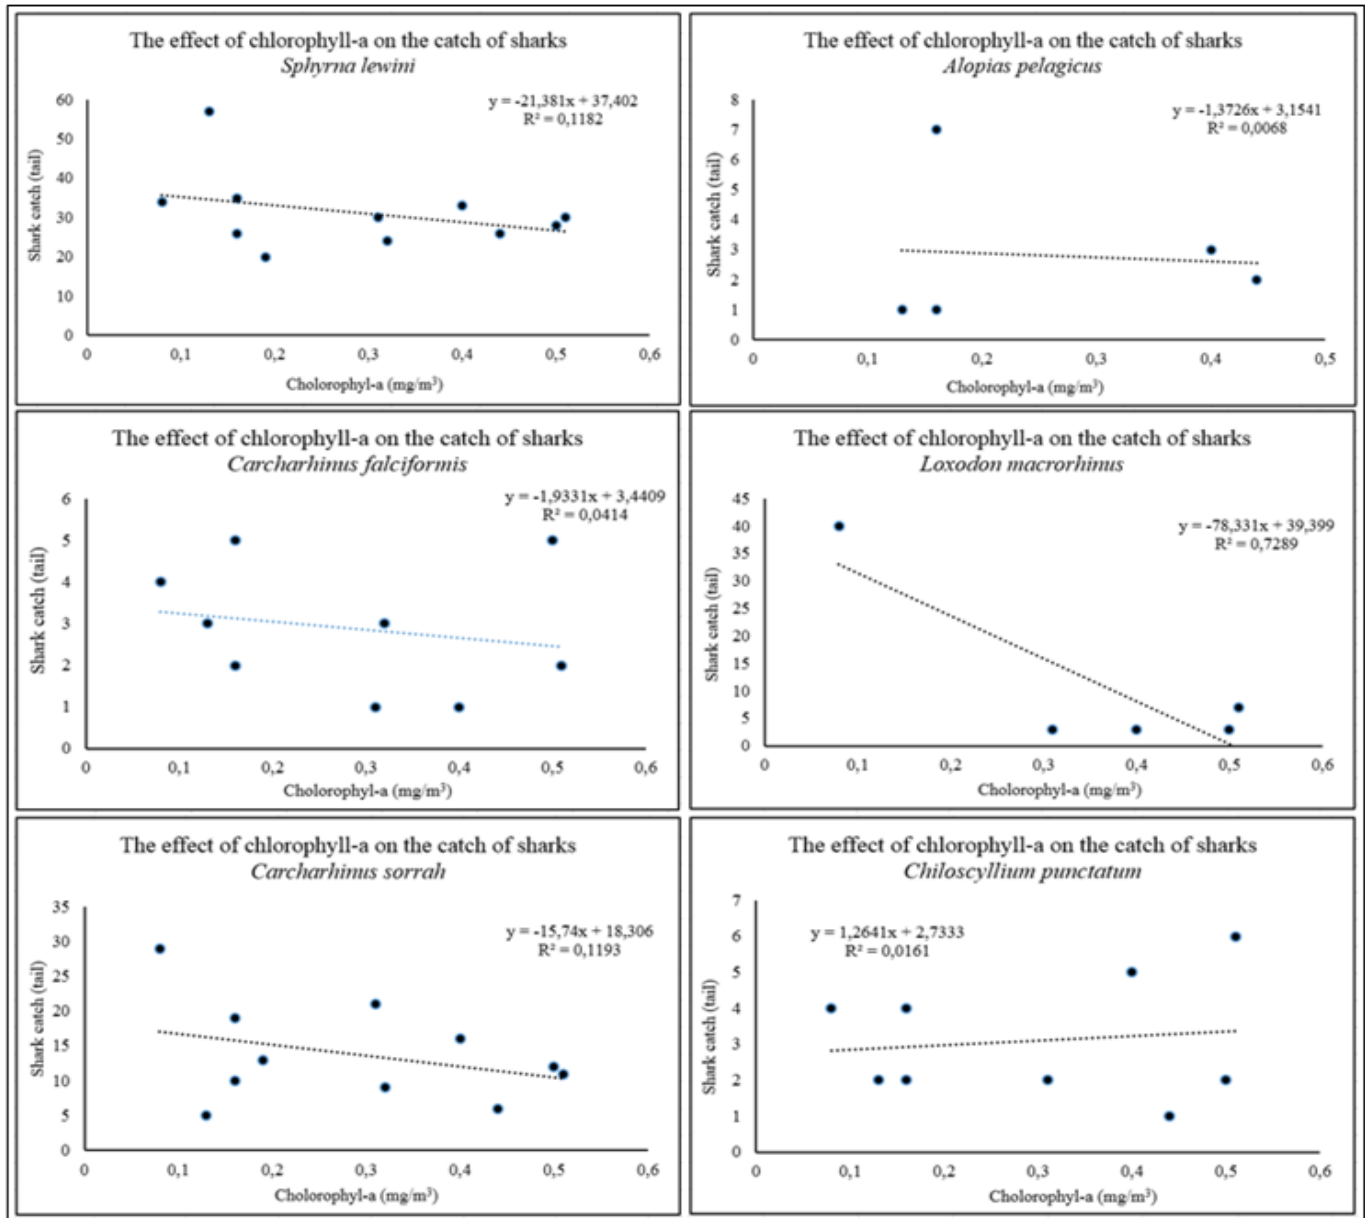 The effect of chlorophyll-a on the catch of sharks
Sphyrna lewini
y = -21,381x + 37,402
R² = 0,1182
60
50
40
30
20
10
0
Shark catch (tail)
0 0,1 0,2 0,3 0,4 0,5 0,6
Cholorophyl-a (mg/m³)
The effect of chlorophyll-a on the catch of sharks
Alopias pelagicus
y = -1,3726x + 3,1541
R² = 0,0068
8
7
6
5
4
3
2
1
0
Shark catch (tail)
0 0,1 0,2 0,3 0,4 0,5
Cholorophyl-a (mg/m³)
The effect of chlorophyll-a on the catch of sharks
Carcharhinus falciformis
y = -1,9331x + 3,4409
R² = 0,0414
6
5
4
3
2
1
0
Shark catch (tail)
0 0,1 0,2 0,3 0,4 0,5 0,6
Cholorophyl-a (mg/m³)
The effect of chlorophyll-a on the catch of sharks
Loxodon macrorhinus
y = -78,331x + 39,399
R² = 0,7289
45
40
35
30
25
20
15
10
5
0
Shark catch (tail)
0 0,1 0,2 0,3 0,4 0,5 0,6
Cholorophyl-a (mg/m³)
The effect of chlorophyll-a on the catch of sharks
Carcharhinus sorrah
y = -15,74x + 18,306
R² = 0,1193
35
30
25
20
15
10
5
0
Shark catch (tail)
0 0,1 0,2 0,3 0,4 0,5 0,6
Cholorophyl-a (mg/m³)
The effect of chlorophyll-a on the catch of sharks
Chiloscyllium punctatum
y = 1,2641x + 2,7333
R² = 0,0161
7
6
5
4
3
2
1
0
Shark catch (tail)
0 0,1 0,2 0,3 0,4 0,5 0,6
Cholorophyl-a (mg/m³)